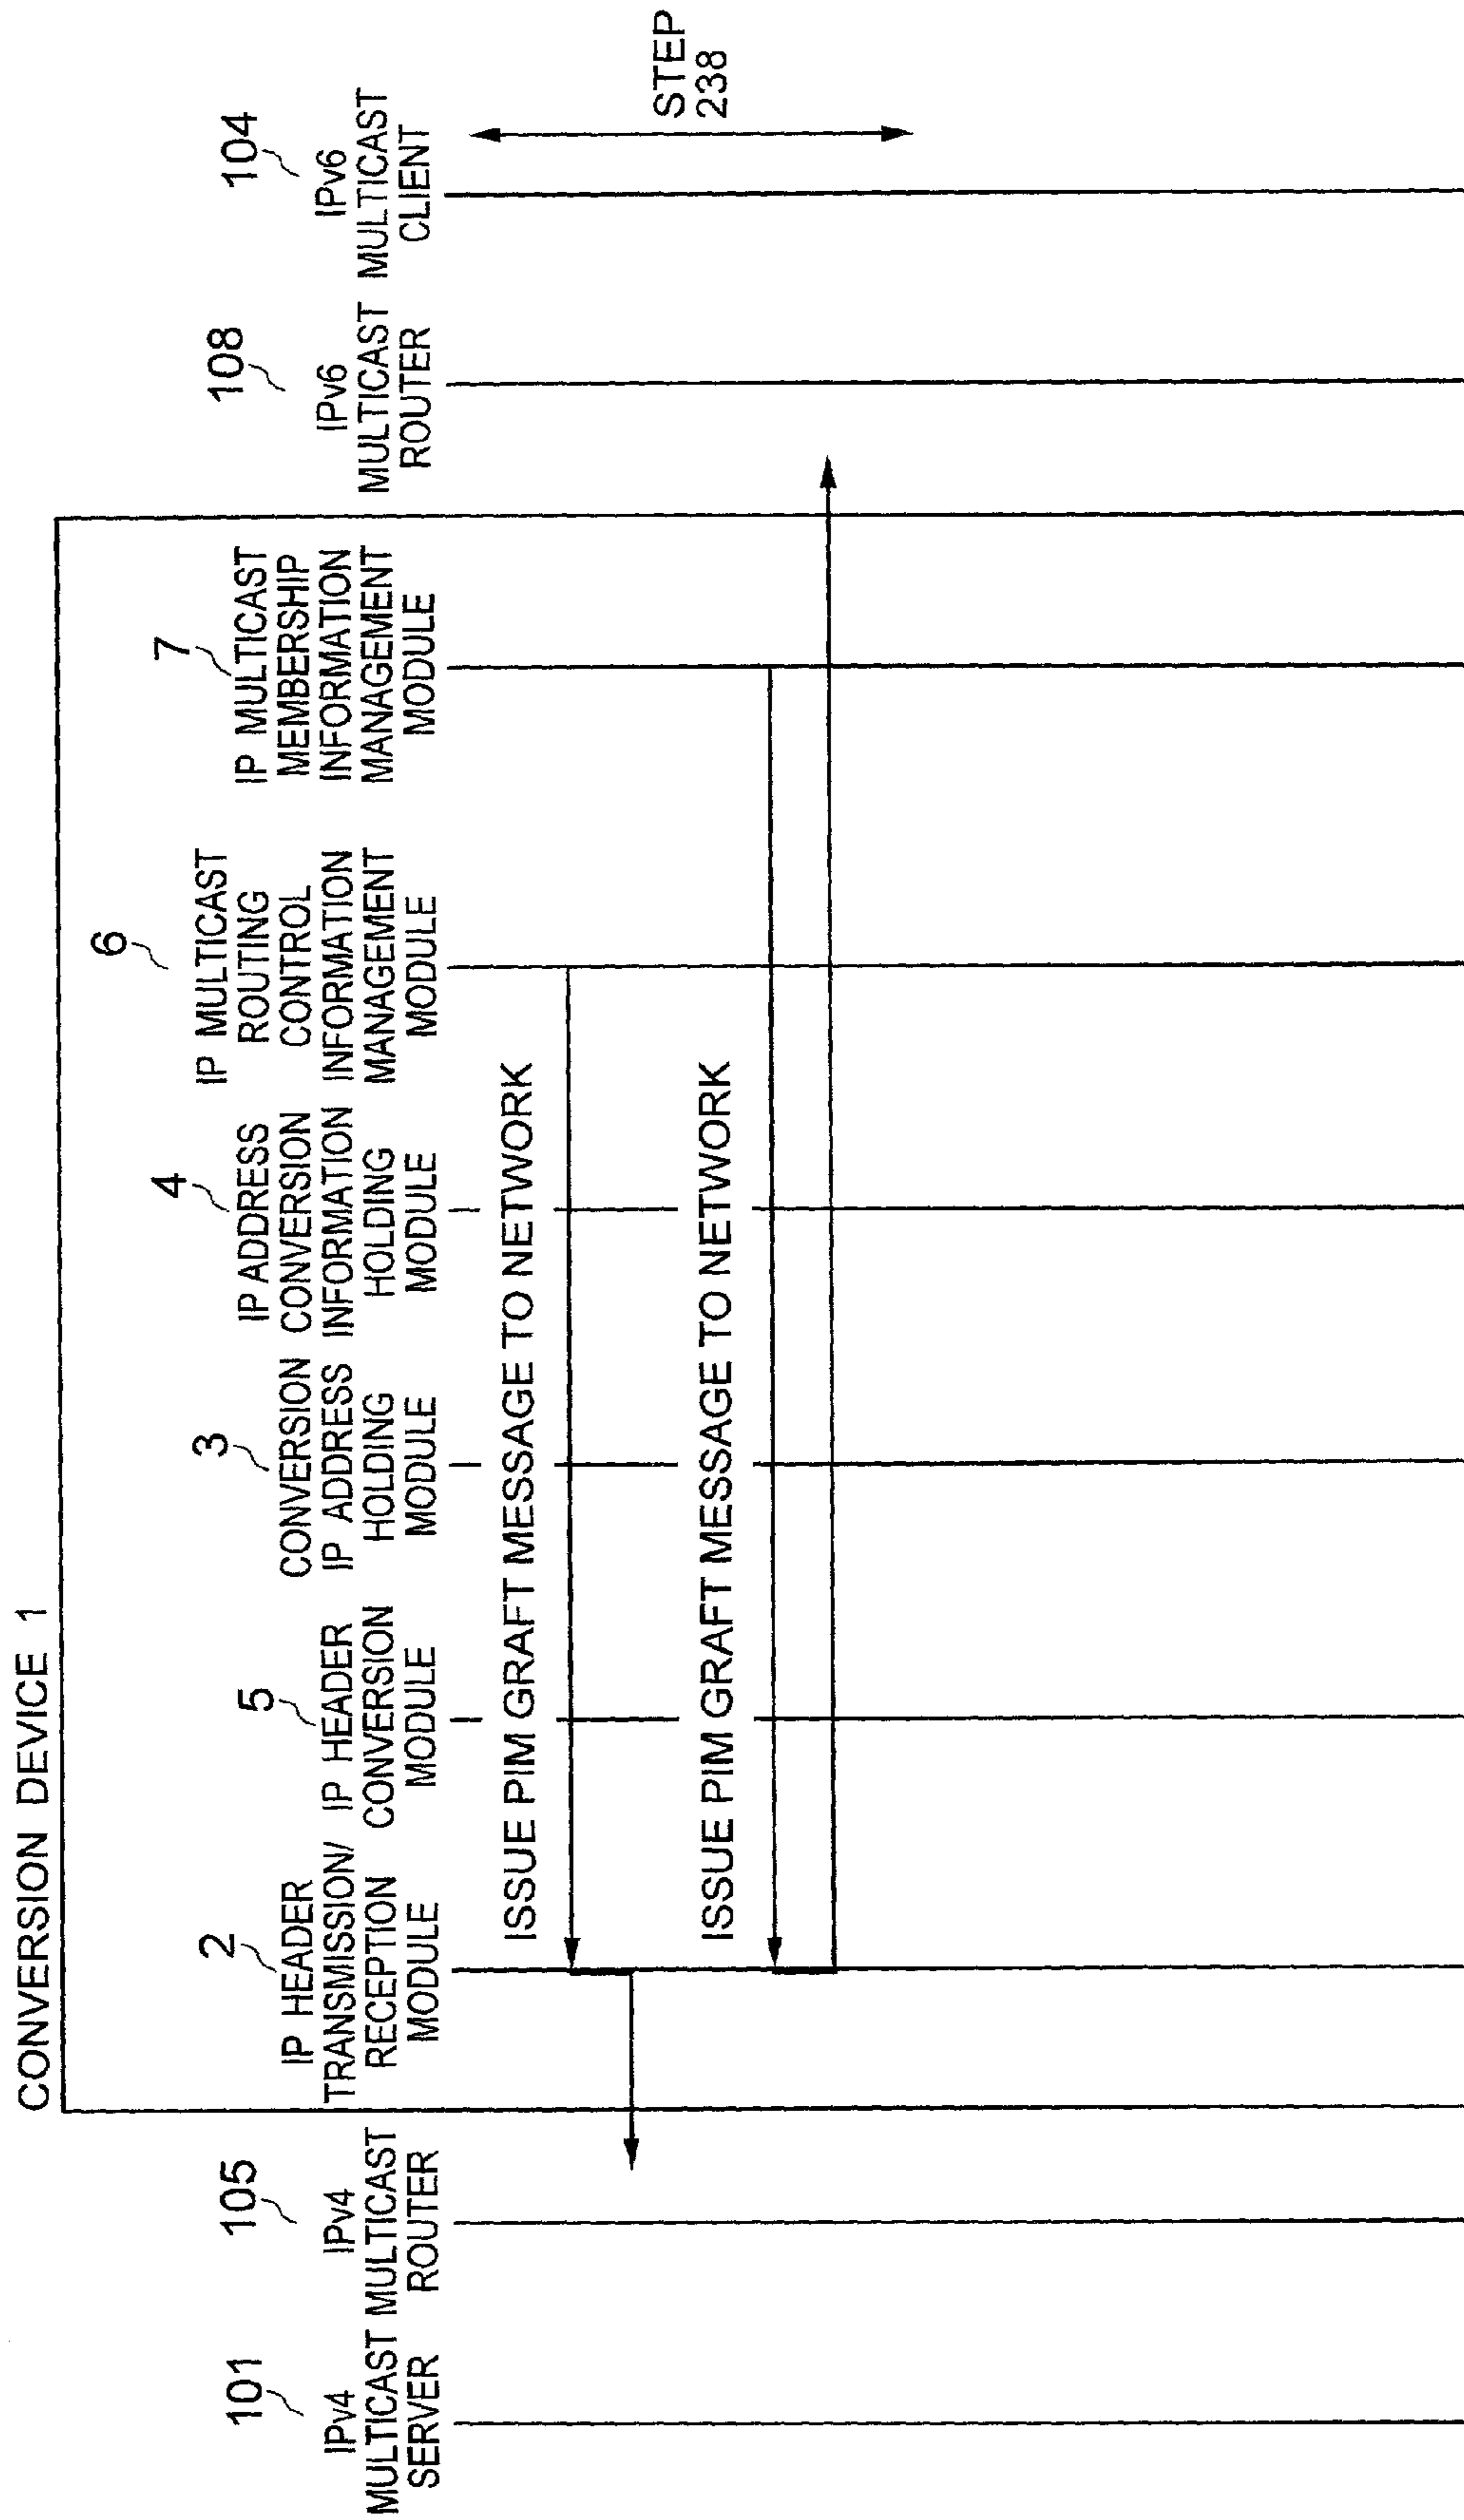 CONVERSION DEVICE 1
101
IPv4
MULTICAST
SERVER
105
IPv4
MULTICAST
ROUTER
2
IP HEADER
TRANSMISSION/
RECEPTION
MODULE
5
IP HEADER
CONVERSION
MODULE
3
CONVERSION
IP ADDRESS
HOLDING
MODULE
4
IP ADDRESS
CONVERSION
INFORMATION
HOLDING
MODULE
6
IP MULTICAST
ROUTING
CONTROL
INFORMATION
MANAGEMENT
MODULE
7
IP MULTICAST
MEMBERSHIP
INFORMATION
MANAGEMENT
MODULE
108
IPv6
MULTICAST
ROUTER
104
IPv6
MULTICAST
CLIENT
ISSUE PIM GRAFT MESSAGE TO NETWORK
ISSUE PIM GRAFT MESSAGE TO NETWORK
STEP
238